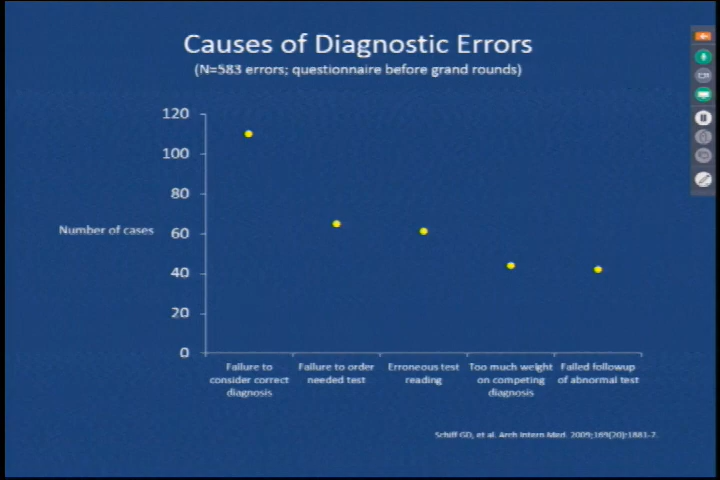 Causes of Diagnostic Errors
(N=583 errors; questionnaire before grand rounds)
120
100
80
Number of cases
60
40
20
0
Failure to
consider correct
diagnosis
Failure to order
needed test
Erroneous test
reading
Too much weight
on competing
diagnosis
Failed followup
of abnormal test
Schiff GD, et al. Arch Intern Med. 2009;169(20):1881-7.